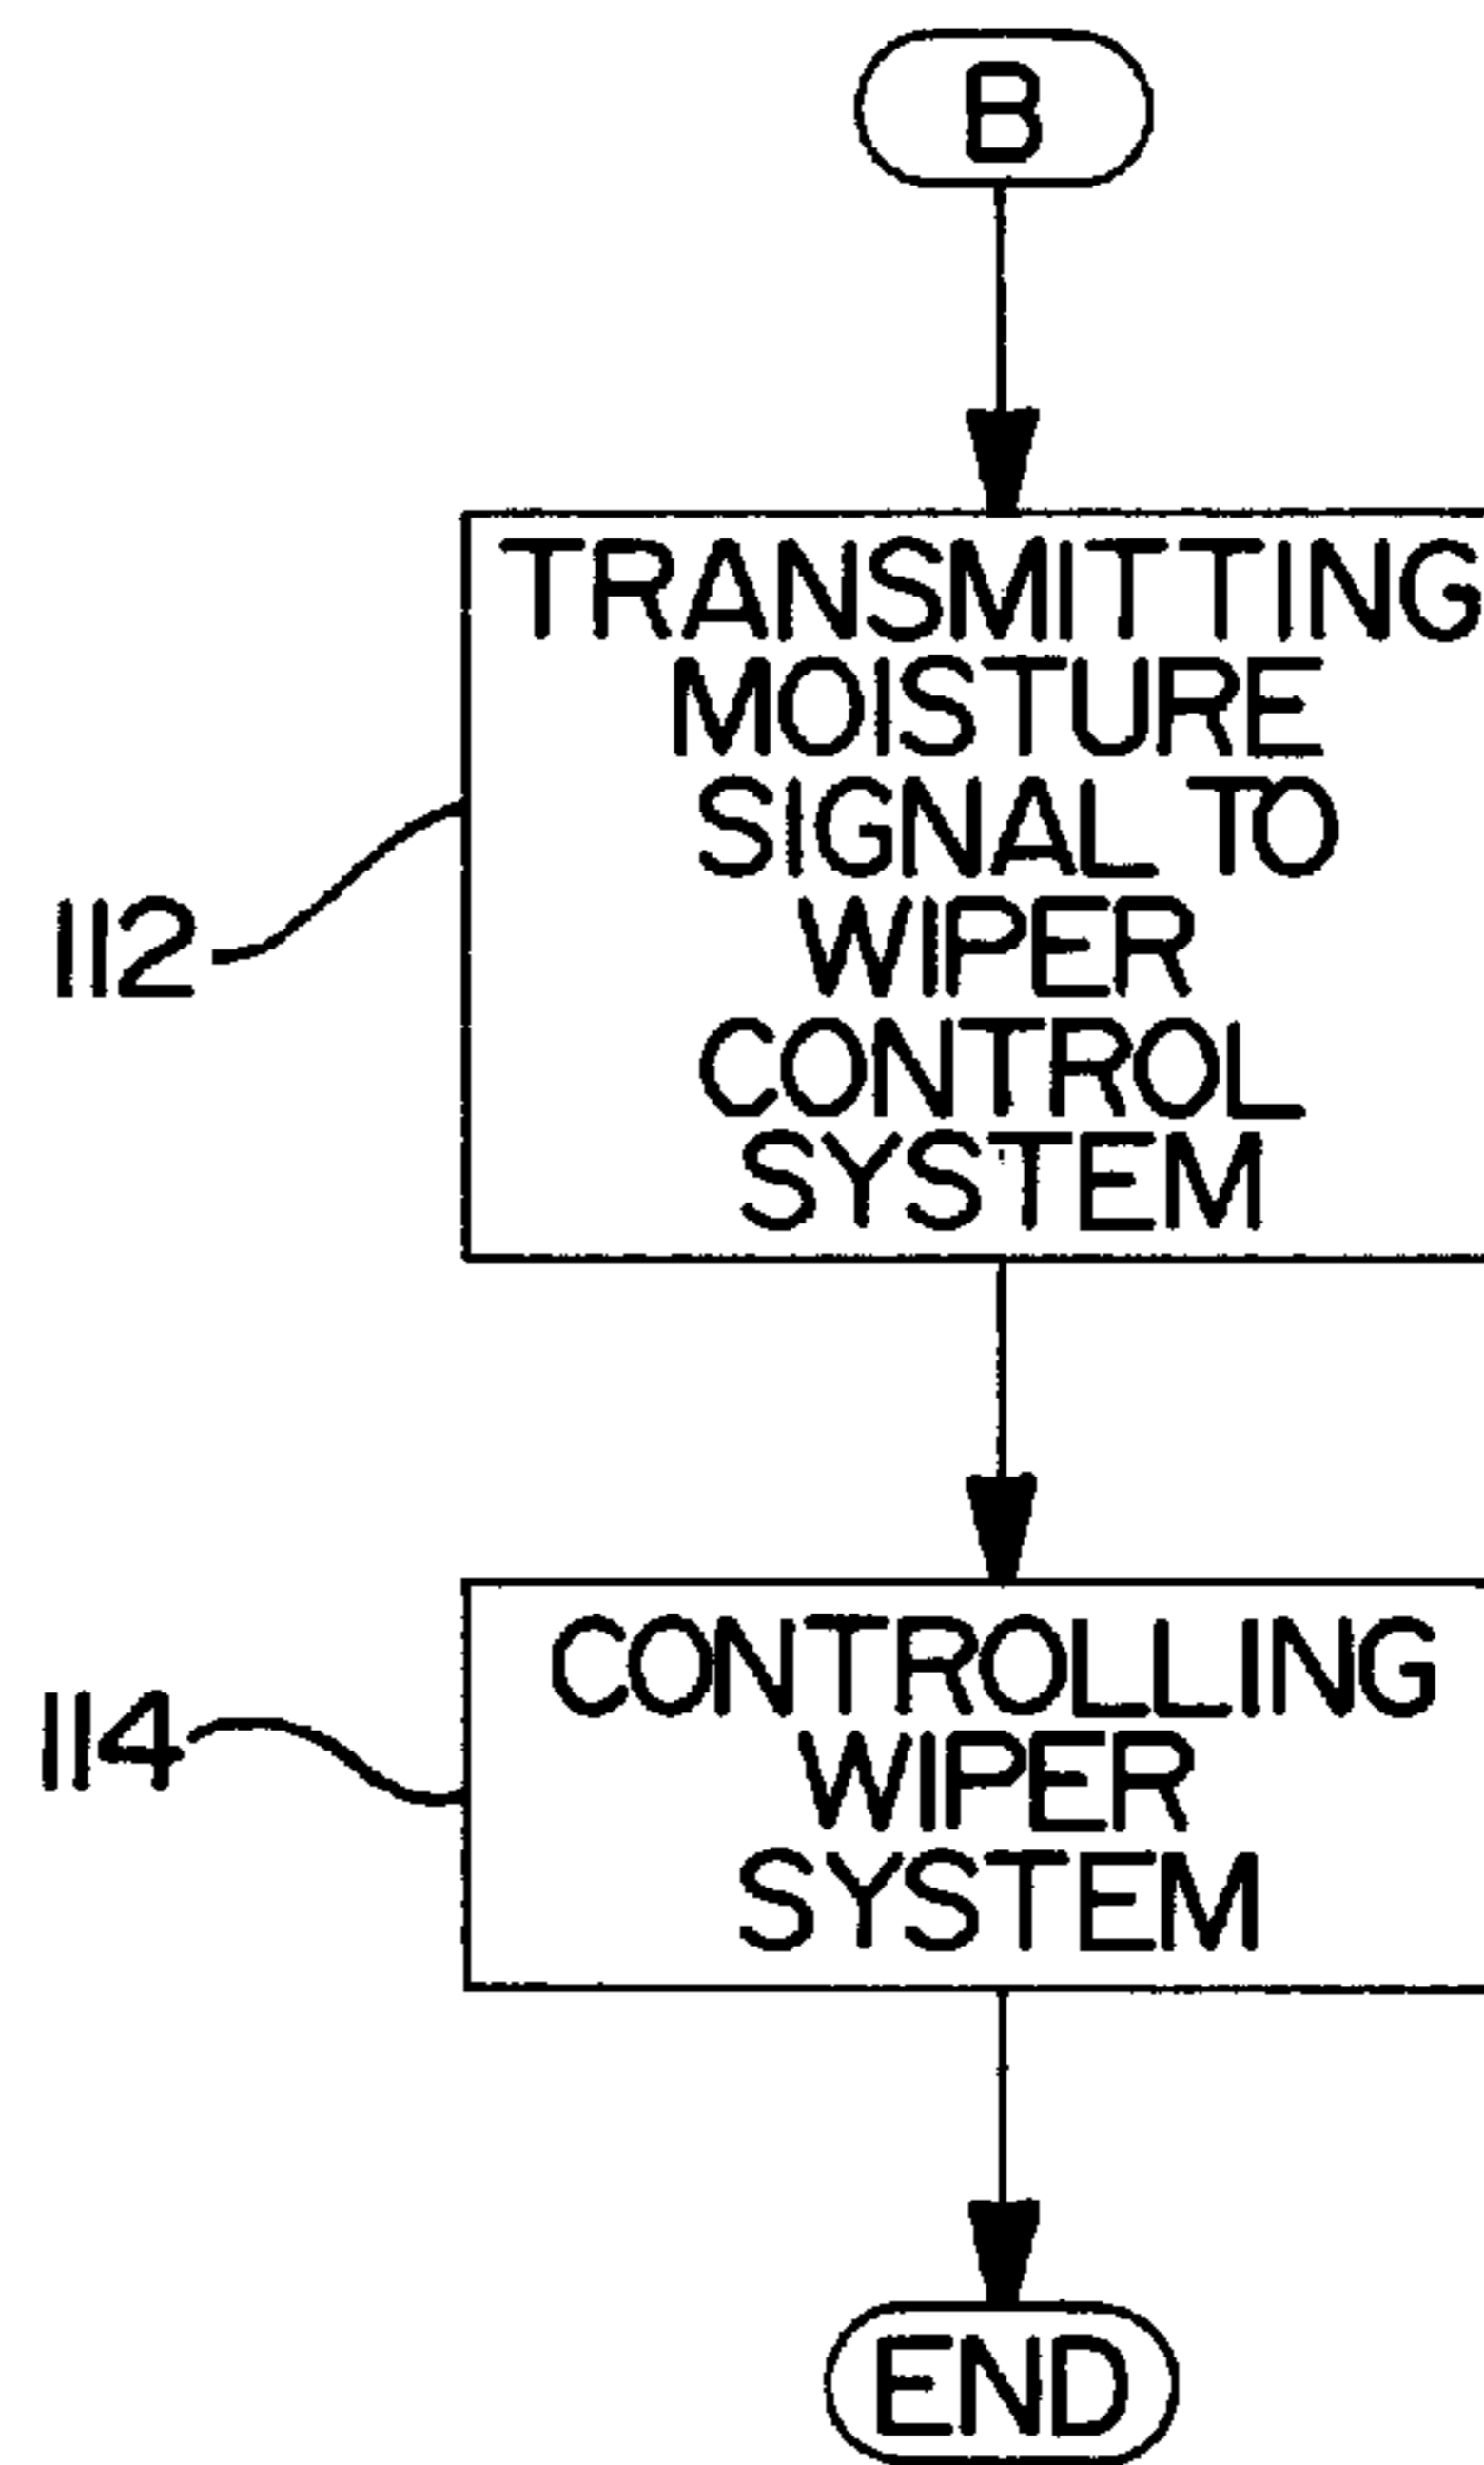 B
TRANSMITTING
MOISTURE
SIGNAL TO
WIPER
CONTROL
SYSTEM
112
CONTROLLING
WIPER
SYSTEM
114
END